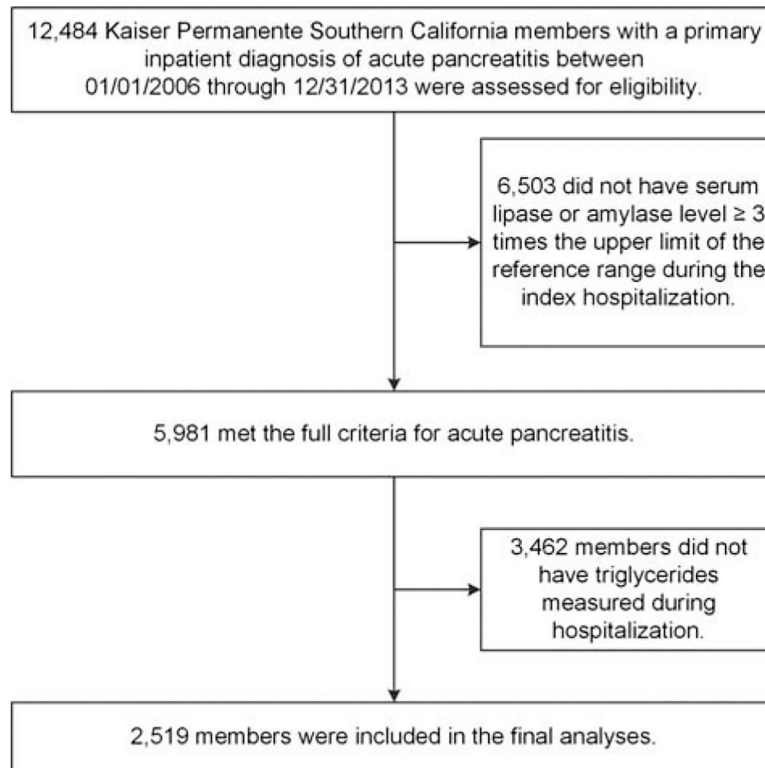 12,484 Kaiser Permanente Southern California members with a primary
inpatient diagnosis of acute pancreatitis between
01/01/2006 through 12/31/2013 were assessed for eligibility.
6,503 did not have serum
lipase or amylase level ≥ 3
times the upper limit of the
reference range during the
index hospitalization.
5,981 met the full criteria for acute pancreatitis.
3,462 members did not
have triglycerides
measured during
hospitalization.
2,519 members were included in the final analyses.